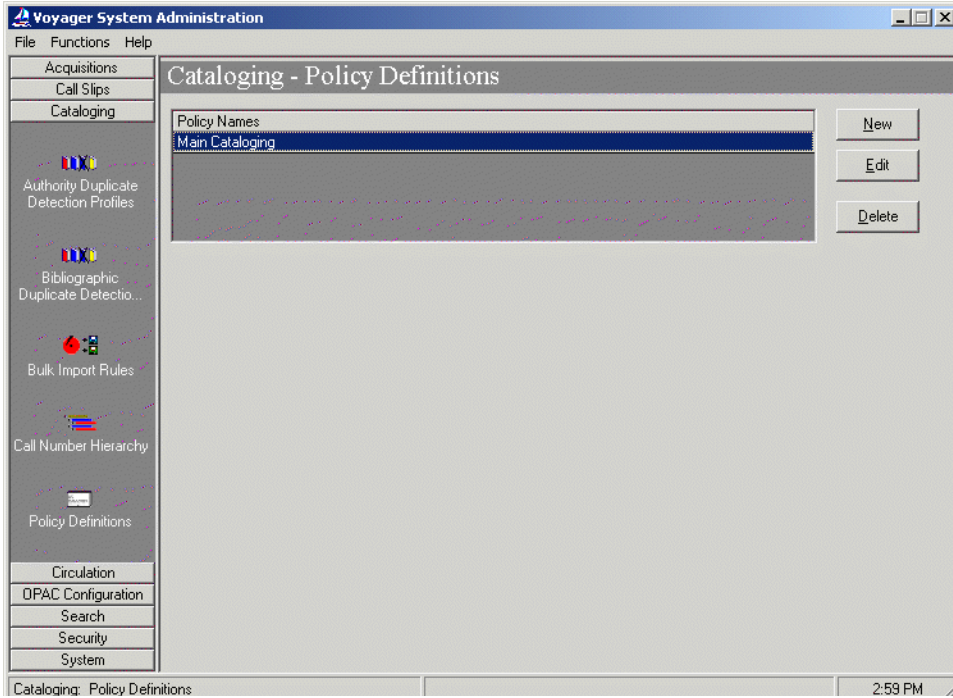 Voyager System Administration
File Functions Help
Acquisitions
Call Slips
Cataloging
Authority Duplicate
Detection Profiles
Bibliographic
Duplicate Detectio...
Bulk Import Rules
Call Number Hierarchy
Policy Definitions
Circulation
OPAC Configuration
Search
Security
System
Cataloging - Policy Definitions
Policy Names
Main Cataloging
New
Edit
Delete
Cataloging: Policy Definitions
2:59 PM